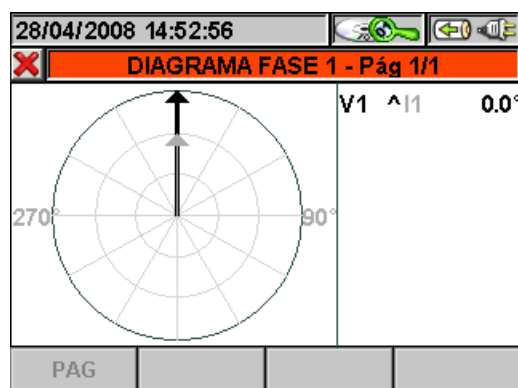 28/04/2008 14:52:56
DIAGRAMA FASE 1 - Pág 1/1
V1 ^I1 0.0°
270°
90°
PAG